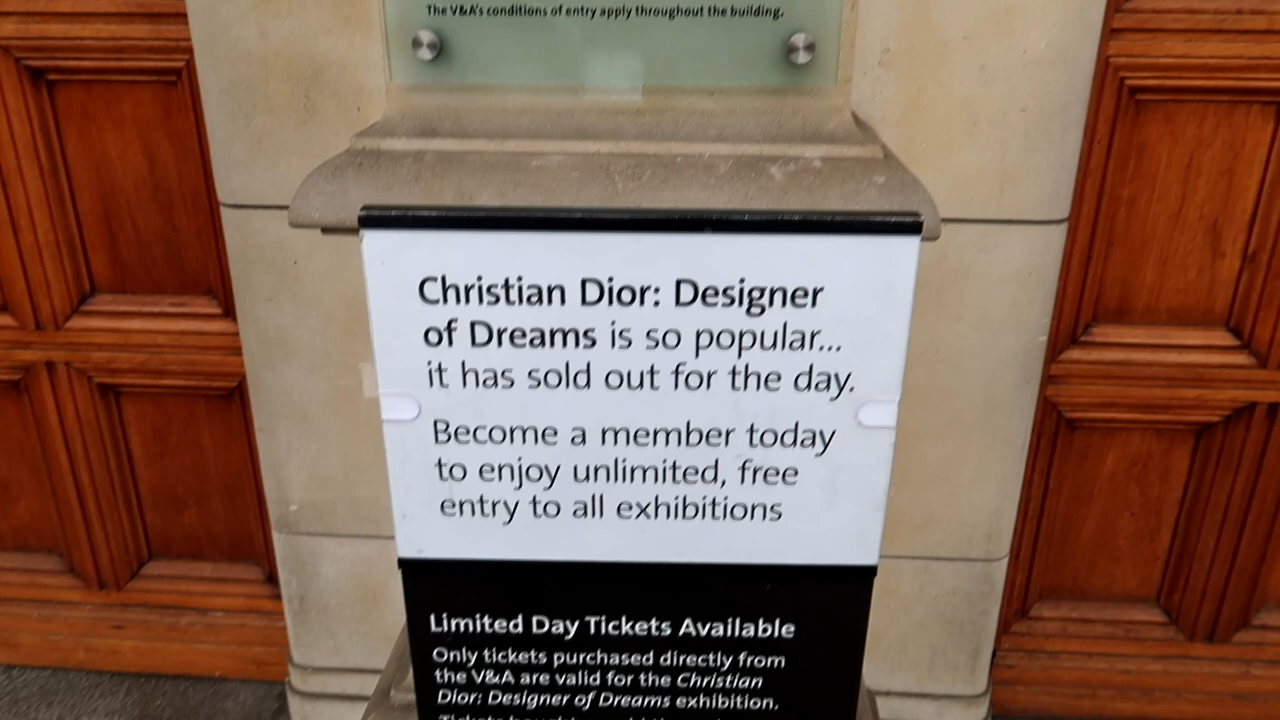 The V&A's conditions of entry apply throughout the building.
Christian Dior: Designer
of Dreams is so popular...
it has sold out for the day.
Become a member today
to enjoy unlimited, free
entry to all exhibitions
Limited Day Tickets Available
Only tickets purchased directly from
the V&A are valid for the Christian
Dior: Designer of Dreams exhibition.